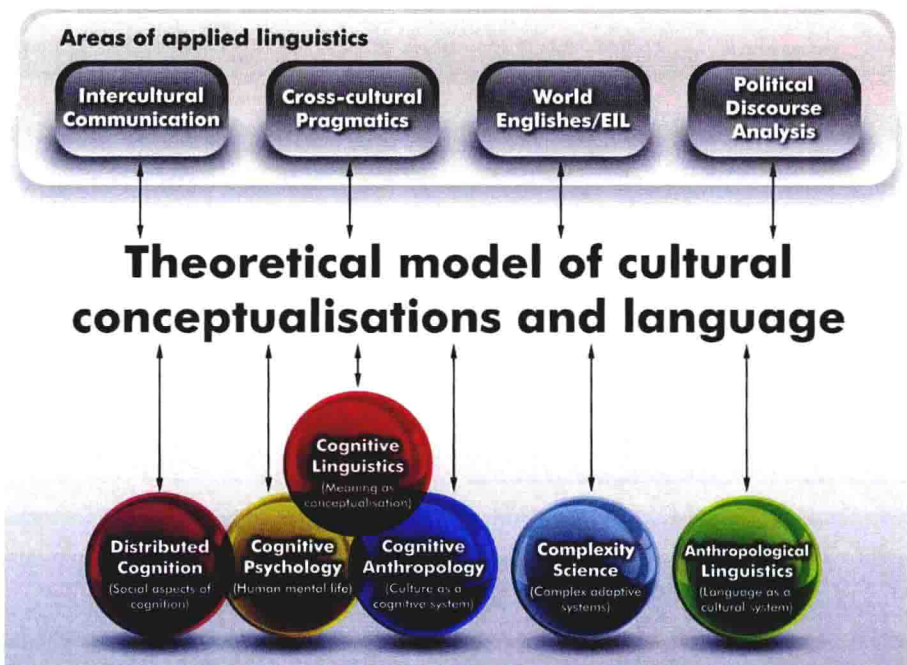 Areas of applied linguistics
Intercultural
Communication
Cross-cultural
Pragmatics
World
Englishes/EIL
Political
Discourse
Analysis
Theoretical model of cultural
conceptualisations and language
Cognitive
Linguistics
(Meaning as
conceptualisation)
Distributed
Cognition
(Social aspects of
cognition)
Cognitive
Psychology
(Human mental life)
Cognitive
Anthropology
(Culture as a
cognitive system)
Complexity
Science
(Complex adaptive
systems)
Anthropological
Linguistics
(Language as a
cultural system)